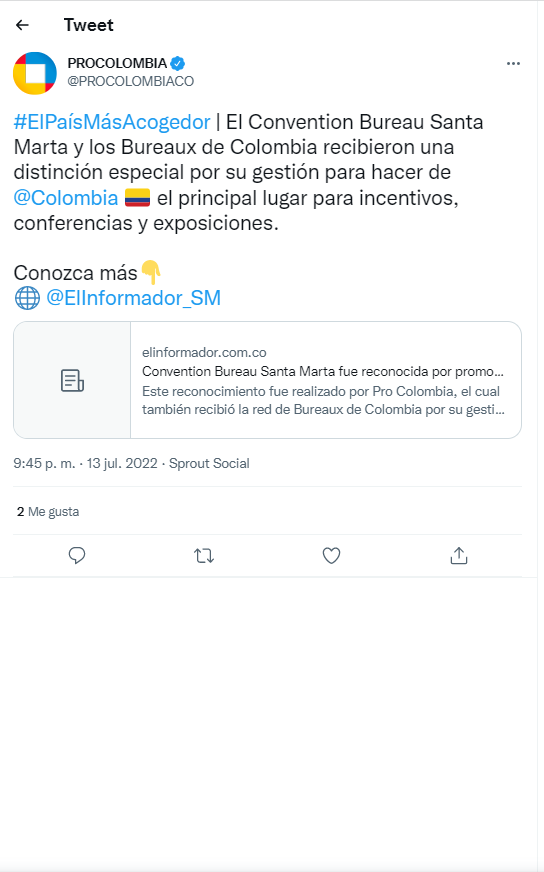 Tweet
PROCOLOMBIA
@PROCOLOMBIACO
#ElPaísMásAcogedor | El Convention Bureau Santa
Marta y los Bureaux de Colombia recibieron una
distinción especial por su gestión para hacer de
@Colombia 🇨🇴 el principal lugar para incentivos,
conferencias y exposiciones.
Conozca más👇
🌐 @ElInformador_SM
elinformador.com.co
Convention Bureau Santa Marta fue reconocida por promo...
Este reconocimiento fue realizado por Pro Colombia, el cual
también recibió la red de Bureaux de Colombia por su gesti...
9:45 p. m. · 13 jul. 2022 · Sprout Social
2 Me gusta